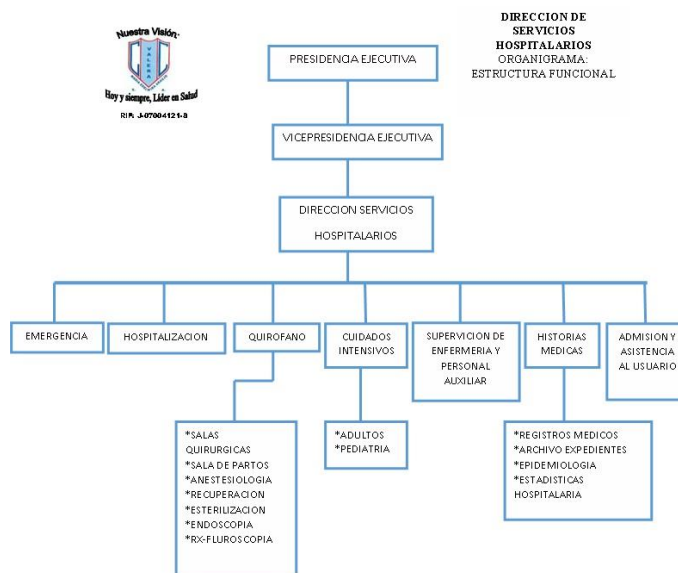 Nuestra Visión:
VALERA
Hoy y siempre, Líder en Salud
RIF: J-07004121-8
DIRECCION DE
SERVICIOS
HOSPITALARIOS
ORGANIGRAMA:
ESTRUCTURA FUNCIONAL
PRESIDENCIA EJECUTIVA
VICEPRESIDENCIA EJECUTIVA
DIRECCION SERVICIOS
HOSPITALARIOS
EMERGENCIA
HOSPITALIZACION
QUIROFANO
CUIDADOS
INTENSIVOS
SUPERVICION DE
ENFERMERIA Y
PERSONAL
AUXILIAR
HISTORIAS
MEDICAS
ADMISION Y
ASISTENCIA
AL USUARIO
*SALAS
QUIRURGICAS
*SALA DE PARTOS
*ANESTESIOLOGIA
*RECUPERACION
*ESTERILIZACION
*ENDOSCOPIA
*RX-FLUROSCOPIA
*ADULTOS
*PEDIATRIA
*REGISTROS MEDICOS
*ARCHIVO EXPEDIENTES
*EPIDEMIOLOGIA
*ESTADISTICAS
HOSPITALARIA